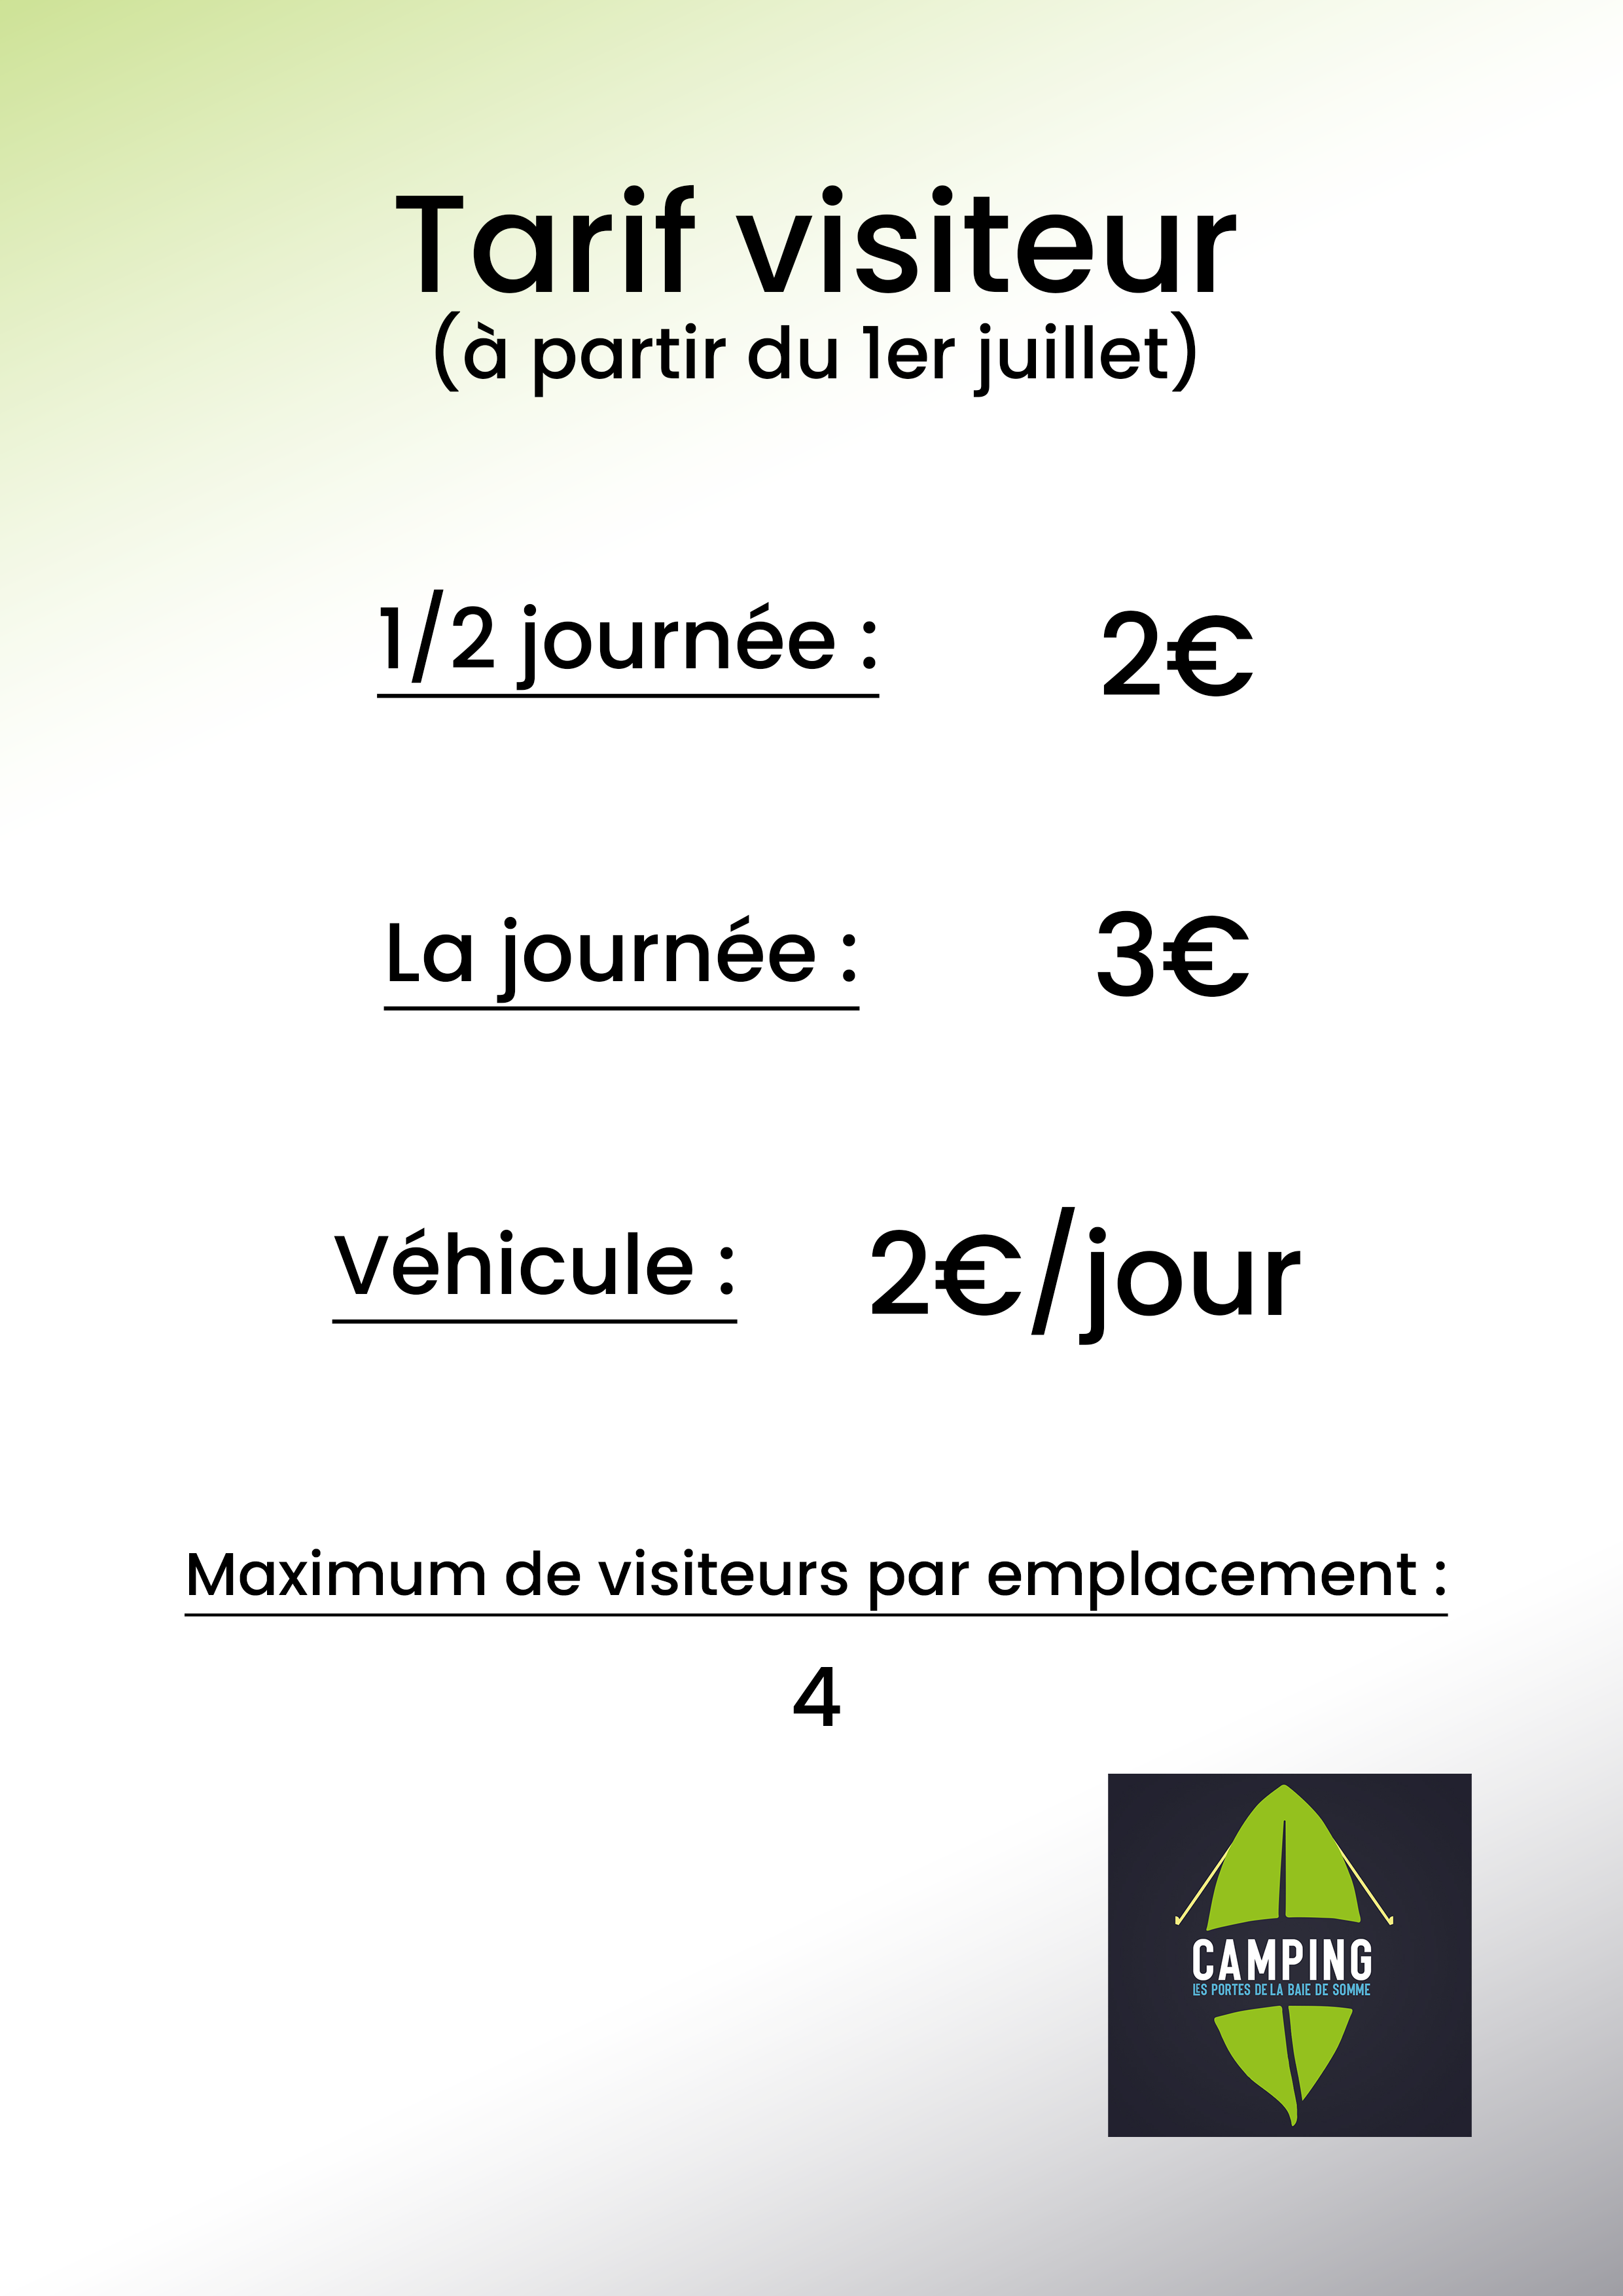 Tarif visiteur
(à partir du 1er juillet)
1/2 journée : 2€
La journée : 3€
Véhicule : 2€/jour
Maximum de visiteurs par emplacement :
4
CAMPING
LES PORTES DE LA BAIE DE SOMME